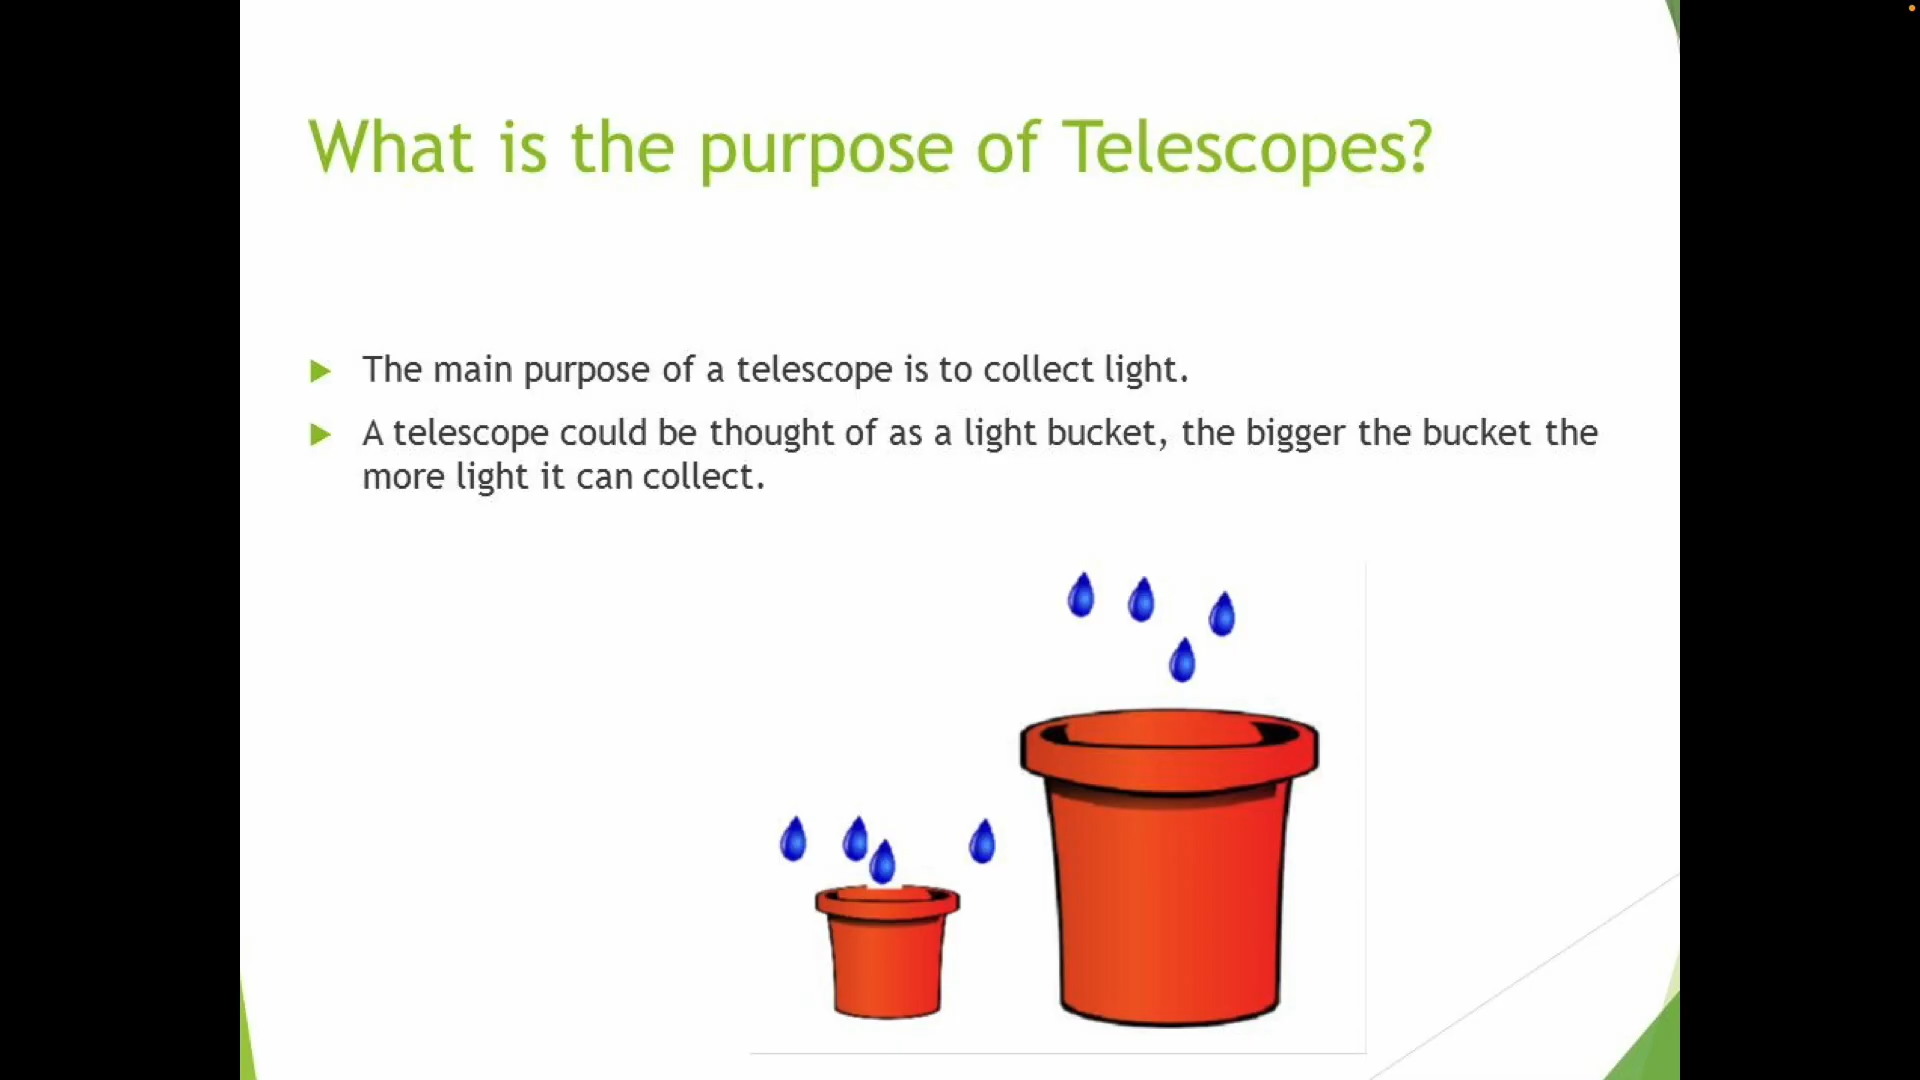 What is the purpose of Telescopes?
The main purpose of a telescope is to collect light.
A telescope could be thought of as a light bucket, the bigger the bucket the
more light it can collect.